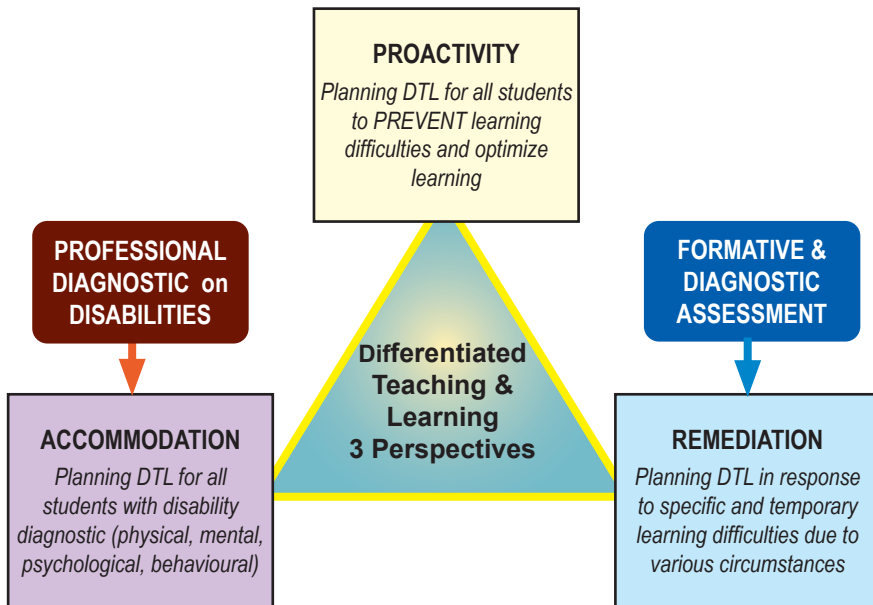 PROACTIVITY
Planning DTL for all students
to PREVENT learning
difficulties and optimize
learning
PROFESSIONAL
DIAGNOSTIC on
DISABILITIES
FORMATIVE &
DIAGNOSTIC
ASSESSMENT
Differentiated
Teaching &
Learning
3 Perspectives
ACCOMMODATION
Planning DTL for all
students with disability
diagnostic (physical, mental,
psychological, behavioural)
REMEDIATION
Planning DTL in response
to specific and temporary
learning difficulties due to
various circumstances